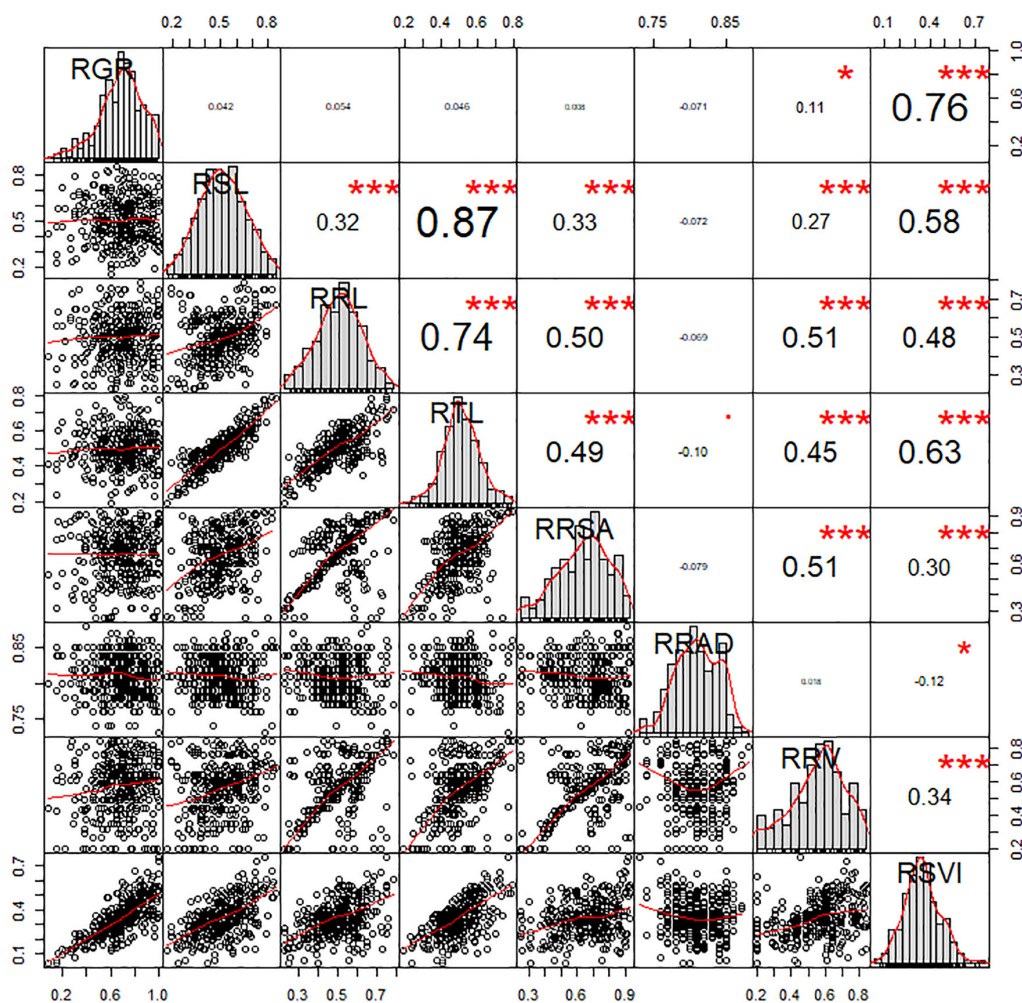 0.2 0.5 0.8 0.2 0.4 0.6 0.8 0.75 0.85 0.1 0.4 0.7
RGP 0.042 0.054 0.046 0.008 -0.071 * 0.11 *** 0.76 0.2 0.6 1.0
0.2 0.5 0.8 RSL *** 0.32 *** 0.87 *** 0.33 -0.072 *** 0.27 *** 0.58
RRL *** 0.74 *** 0.50 -0.069 *** 0.51 *** 0.48 0.3 0.5 0.7
0.2 0.4 0.6 0.8 RTL *** 0.49 . -0.10 *** 0.45 *** 0.63
RRSA -0.079 *** 0.51 *** 0.30 0.3 0.6 0.9
0.75 0.85 RRAD 0.018 * -0.12
RRV *** 0.34 0.2 0.4 0.6 0.8
0.1 0.4 0.7 RSVI
0.2 0.6 1.0 0.3 0.5 0.7 0.3 0.6 0.9 0.2 0.4 0.6 0.8